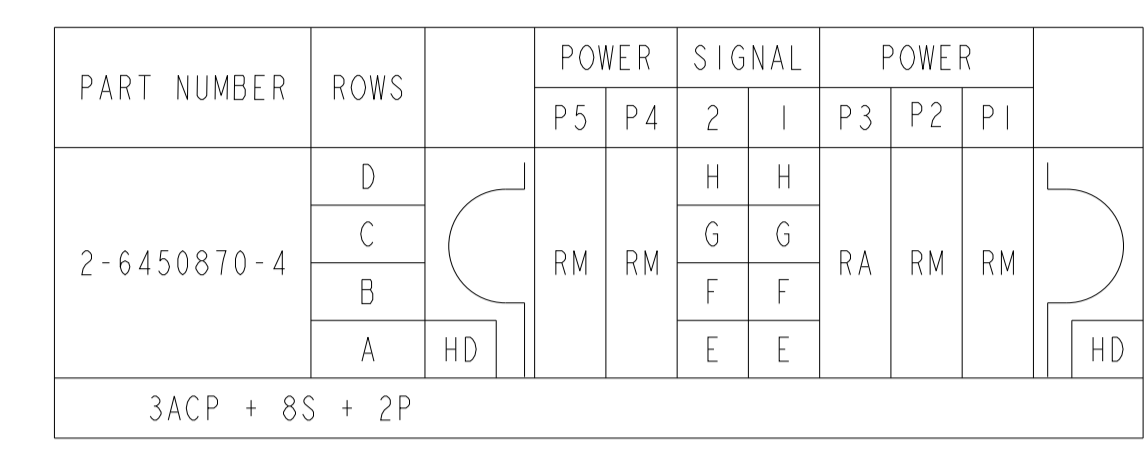 PART NUMBER ROWS POWER SIGNAL POWER
P5 P4 2 1 P3 P2 P1
D H H
C G G
2-6450870-4 RM RM RA RM RM
B F F
A HD E E HD
3ACP + 8S + 2P